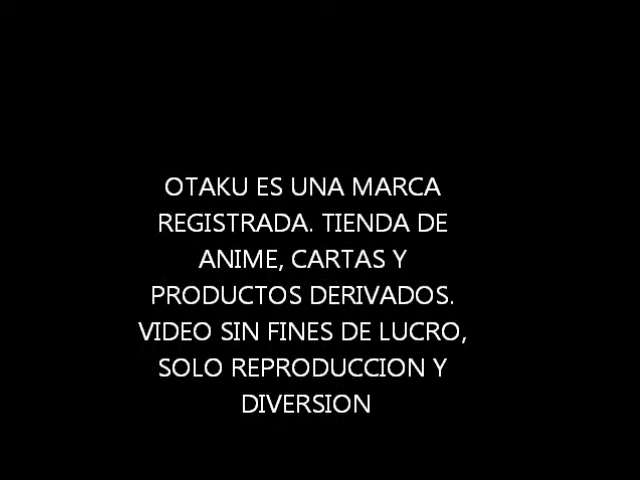 OTAKU ES UNA MARCA
REGISTRADA. TIENDA DE
ANIME, CARTAS Y
PRODUCTOS DERIVADOS.
VIDEO SIN FINES DE LUCRO,
SOLO REPRODUCCION Y
DIVERSION